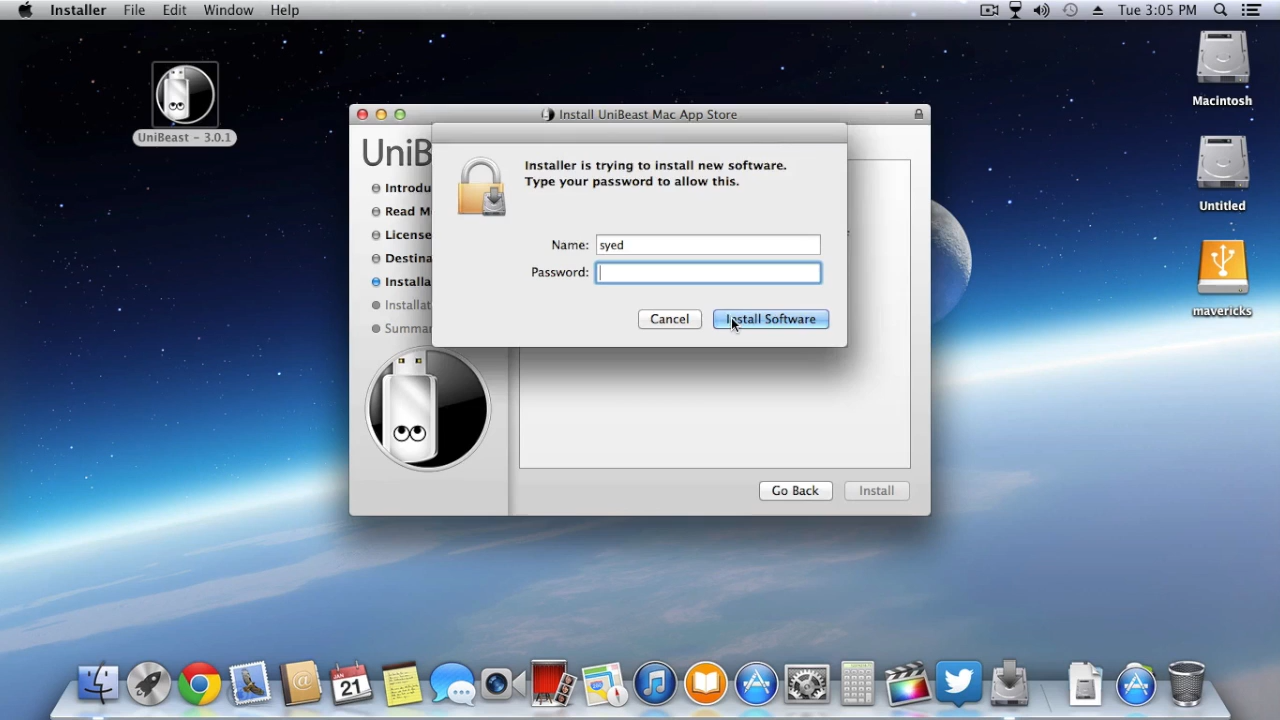 Installer File Edit Window Help Tue 3:05 PM
UniBeast - 3.0.1
Macintosh
Untitled
mavericks
Install UniBeast Mac App Store
UniB
Introdu
Read M
License
Destina
Installa
Installat
Summar
Installer is trying to install new software.
Type your password to allow this.
Name: syed
Password:
Cancel Install Software
Go Back Install
21